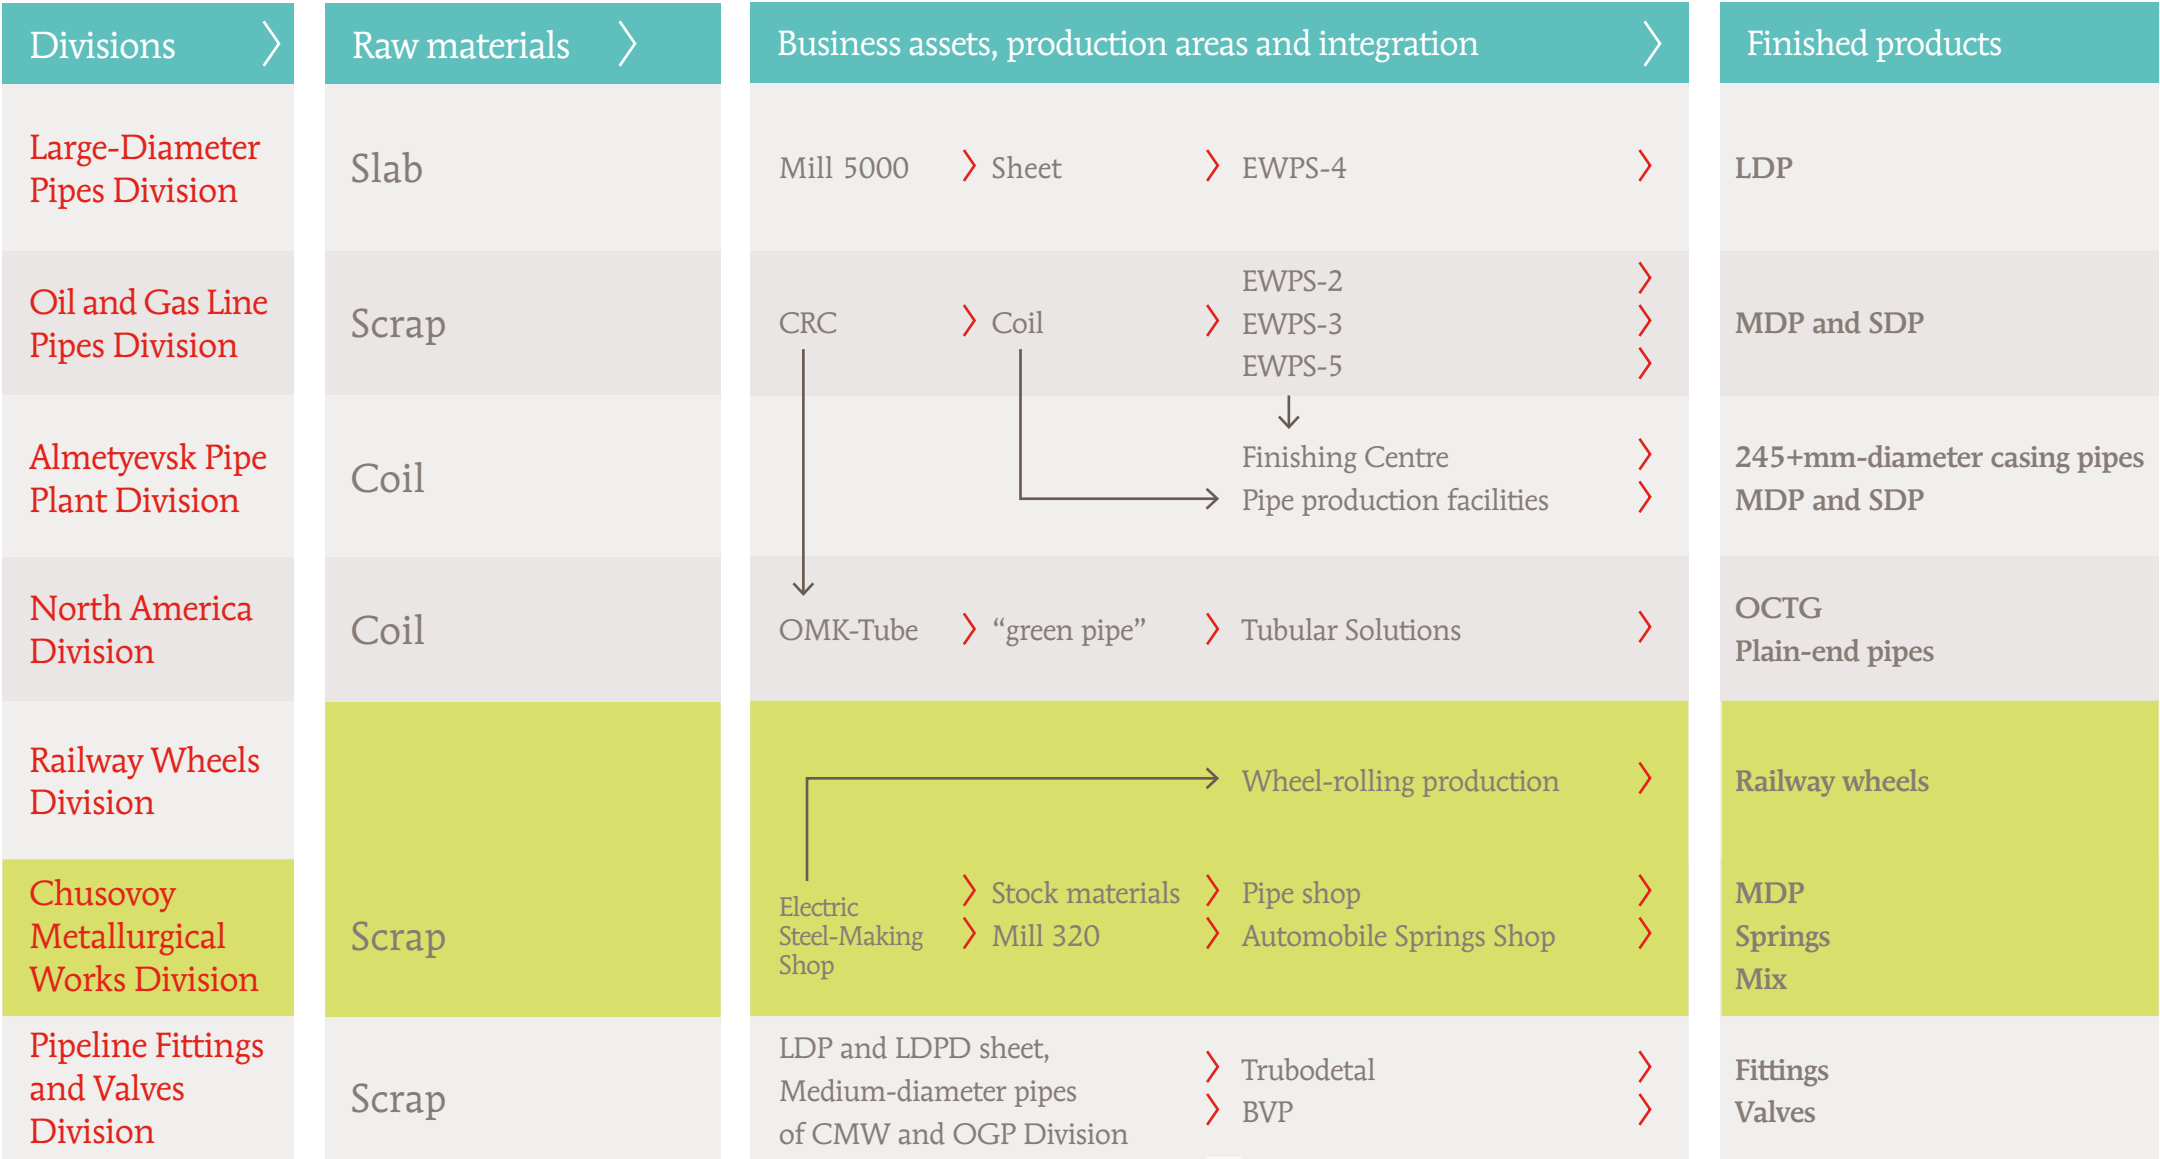 Divisions
Raw materials
Business assets, production areas and integration
Finished products
Large-Diameter
Pipes Division
Slab
Mill 5000
Sheet
EWPS-4
LDP
Oil and Gas Line
Pipes Division
Scrap
CRC
Coil
EWPS-2
EWPS-3
EWPS-5
MDP and SDP
Almetyevsk Pipe
Plant Division
Coil
Finishing Centre
Pipe production facilities
245+mm-diameter casing pipes
MDP and SDP
North America
Division
Coil
OMK-Tube
“green pipe”
Tubular Solutions
OCTG
Plain-end pipes
Railway Wheels
Division
Wheel-rolling production
Railway wheels
Chusovoy
Metallurgical
Works Division
Scrap
Electric
Steel-Making
Shop
Stock materials
Mill 320
Pipe shop
Automobile Springs Shop
MDP
Springs
Mix
Pipeline Fittings
and Valves
Division
Scrap
LDP and LDPD sheet,
Medium-diameter pipes
of CMW and OGP Division
Trubodetal
BVP
Fittings
Valves